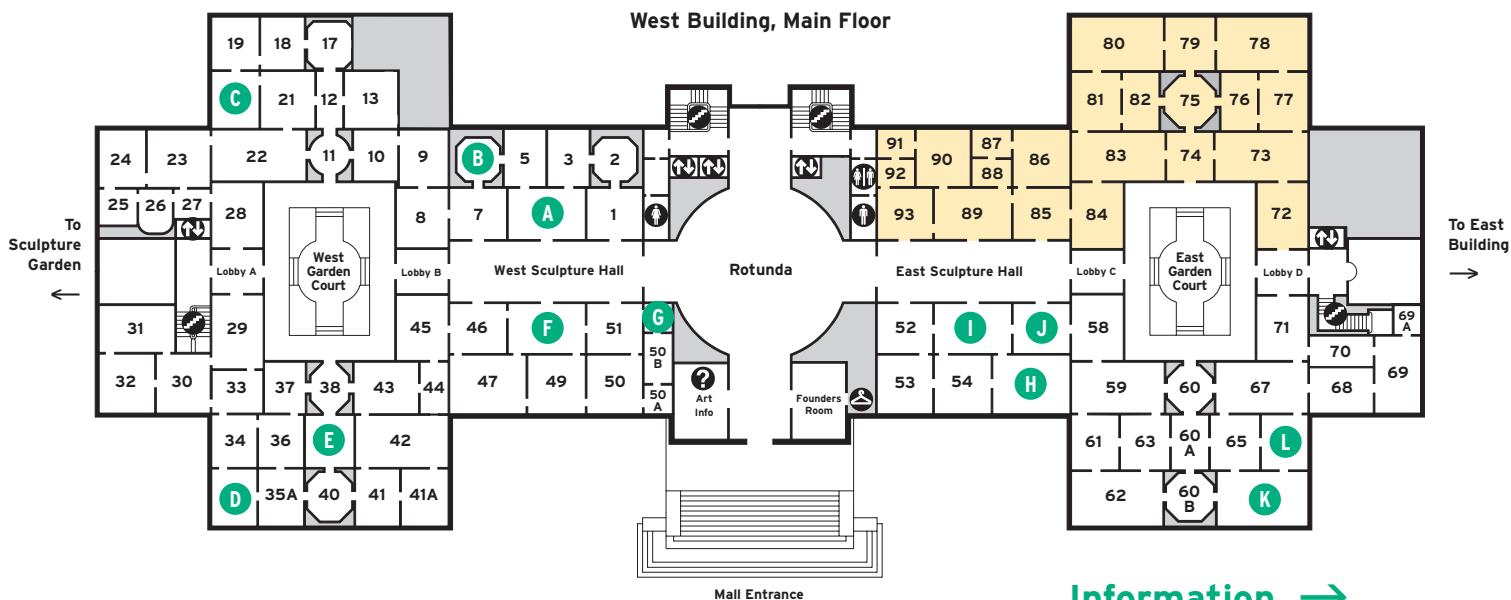 West Building, Main Floor
19 18 17
80 79 78
C 21 12 13
81 82 75 76 77
24 23 22 11 10 9 B 5 3 2
91 90 87 86 83 74 73
92 88
25 26 27 28 8 7 A 1
93 89 85 84 72
To
Sculpture
Garden
Lobby A
West
Garden
Court
Lobby B
West Sculpture Hall
Rotunda
East Sculpture Hall
Lobby C
East
Garden
Court
Lobby D
To East
Building
31 29 45 46 F 51 G
52 I J 58 71 69
A
32 30 33 37 38 43 44 47 49 50
50
B
50
A
?
Art
Info
Founders
Room
53 54 H 59 60 67 70 68 69
34 36 E 42
61 63 60
A
65 L
D 35A 40 41 41A
62 60
B
K
Mall Entrance
Information